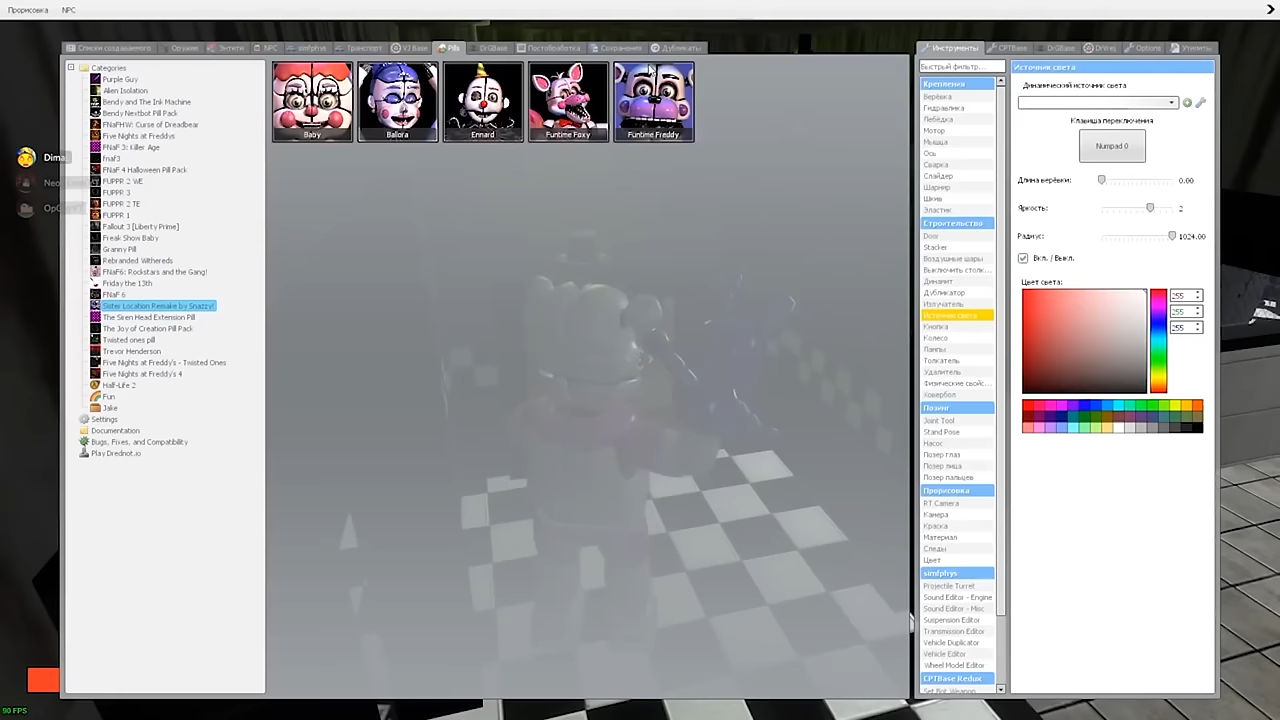 Прорисовка NPC
Списки создаваемого Оружие Энтити NPC simfphys Транспорт VJ Base Pills DrGBase Постобработка Сохранения Дубликаты
Categories
Purple Guy
Alien Isolation
Bendy and The Ink Machine
Bendy Nextbot Pill Pack
FNaFHW: Curse of Dreadbear
Five Nights at Freddys
FNaF 3: Killer Age
fnaf3
FNaF 4 Halloween Pill Pack
FUPPR 2 WE
FUPPR 3
FUPPR 2 TE
FUPPR 1
Fallout 3 [Liberty Prime]
Freak Show Baby
Granny Pill
Rebranded Withereds
FNaF6: Rockstars and the Gang!
Friday the 13th
FNaF 6
Sister Location Remake by Snazzy!
The Siren Head Extension Pill
The Joy of Creation Pill Pack
Twisted ones pill
Trevor Henderson
Five Nights at Freddy's - Twisted Ones
Five Nights at Freddy's 4
Half-Life 2
Fun
Jake
Settings
Documentation
Bugs, Fixes, and Compatibility
Play Drednot.io
Dima
90 FPS
Baby Ballora Ennard Funtime Foxy Funtime Freddy
Инструменты CPTBase DrGBase DrVrej Options Утилиты
Быстрый фильтр...
Крепления
Верёвка
Гидравлика
Лебёдка
Мотор
Мышца
Ось
Сварка
Слайдер
Шарнир
Шкив
Эластик
Строительство
Door
Stacker
Воздушные шары
Выключить столк...
Динамит
Дубликатор
Излучатель
Источник света
Кнопка
Колесо
Лампы
Толкатель
Удалитель
Физические свойс...
Ховербол
Позинг
Joint Tool
Stand Pose
Насос
Позер глаз
Позер лица
Позер пальцев
Прорисовка
RT Camera
Камера
Краска
Материал
Следы
Цвет
simfphys
Projectile Turret
Sound Editor - Engine
Sound Editor - Misc
Suspension Editor
Transmission Editor
Vehicle Duplicator
Vehicle Editor
Wheel Model Editor
CPTBase Redux
Set Bot Weapon
Источник света
Динамический источник света
Клавиша переключения
Numpad 0
Длина верёвки: 0.00
Яркость: 2
Радиус: 1024.00
Вкл. / Выкл.
Цвет света:
255
255
255